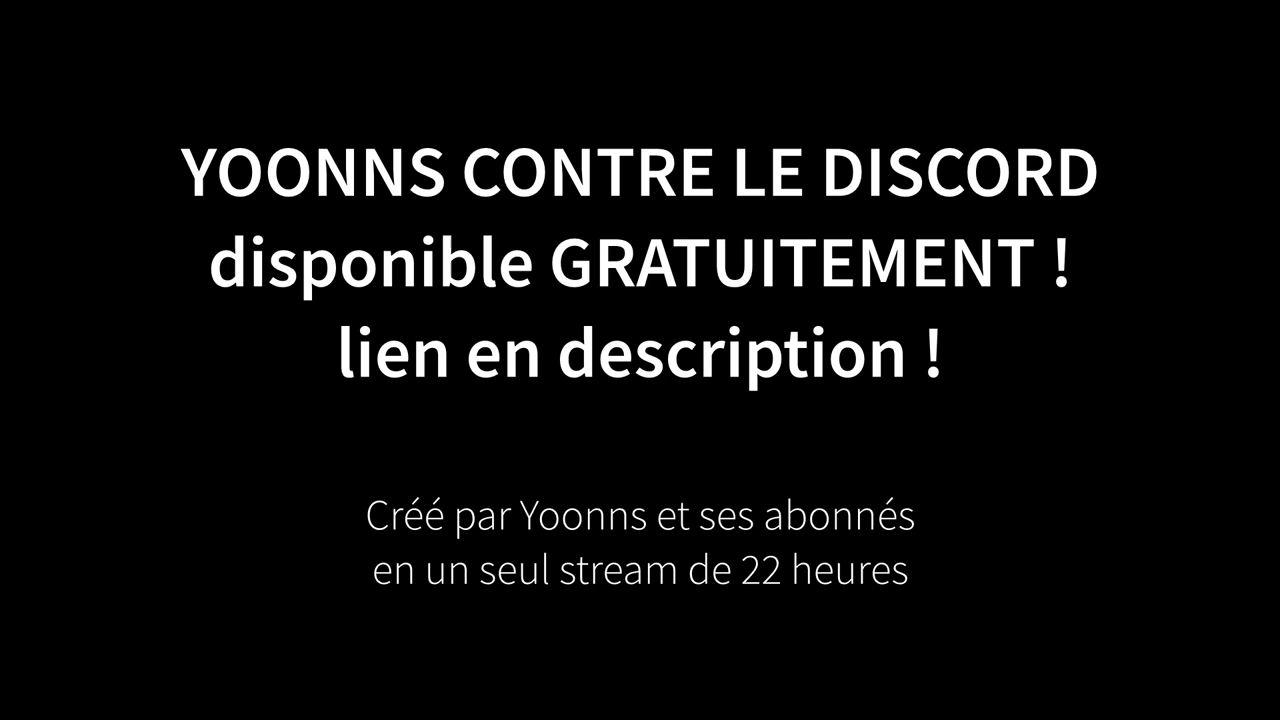 YOONNS CONTRE LE DISCORD
disponible GRATUITEMENT !
lien en description !
Créé par Yoonns et ses abonnés
en un seul stream de 22 heures